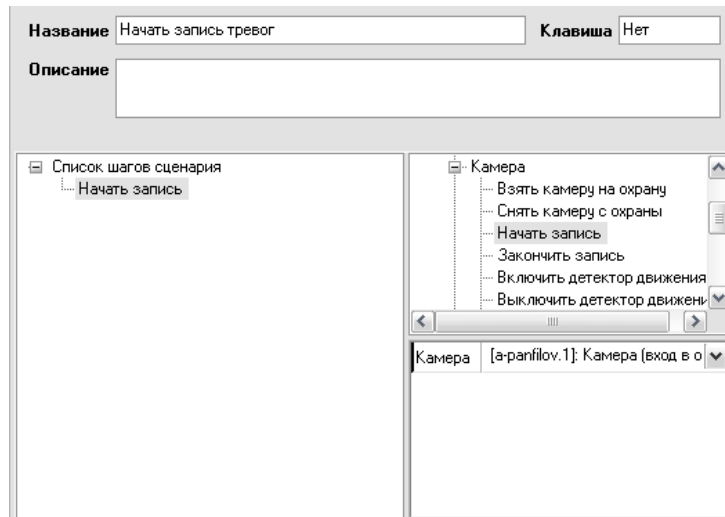 Название Начать запись тревог Клавиша Нет
Описание
Список шагов сценария
Начать запись
Камера
Взять камеру на охрану
Снять камеру с охраны
Начать запись
Закончить запись
Включить детектор движения
Выключить детектор движени
Камера [a-panfilov.1]: Камера (вход в о